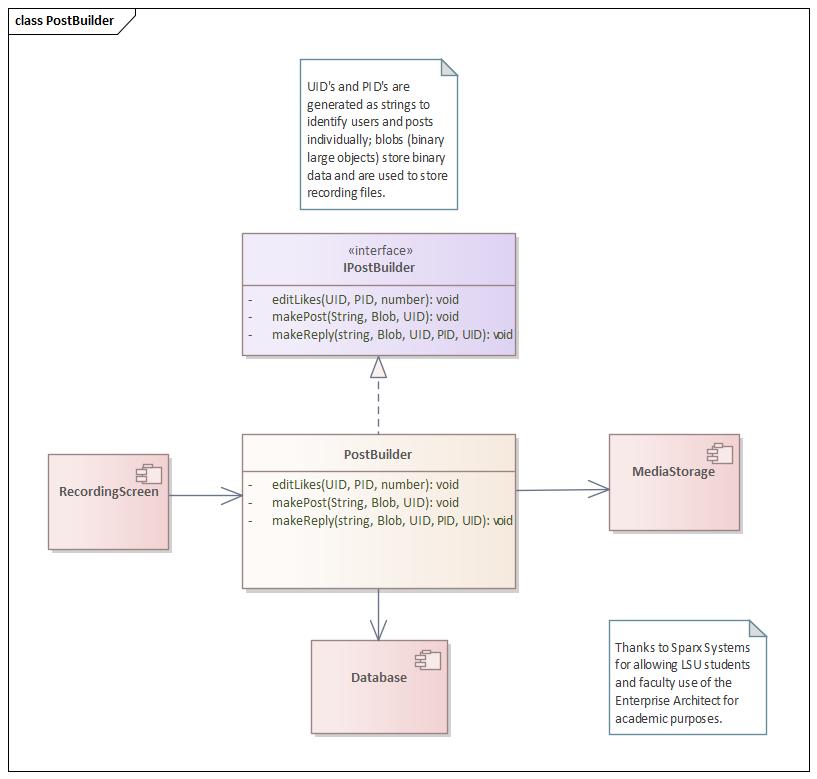 class PostBuilder
UID's and PID's are
generated as strings to
identify users and posts
individually; blobs (binary
large objects) store binary
data and are used to store
recording files.
«interface»
IPostBuilder
- editLikes(UID, PID, number): void
- makePost(String, Blob, UID): void
- makeReply(string, Blob, UID, PID, UID): void
PostBuilder
- editLikes(UID, PID, number): void
- makePost(String, Blob, UID): void
- makeReply(string, Blob, UID, PID, UID): void
RecordingScreen
MediaStorage
Database
Thanks to Sparx Systems
for allowing LSU students
and faculty use of the
Enterprise Architect for
academic purposes.